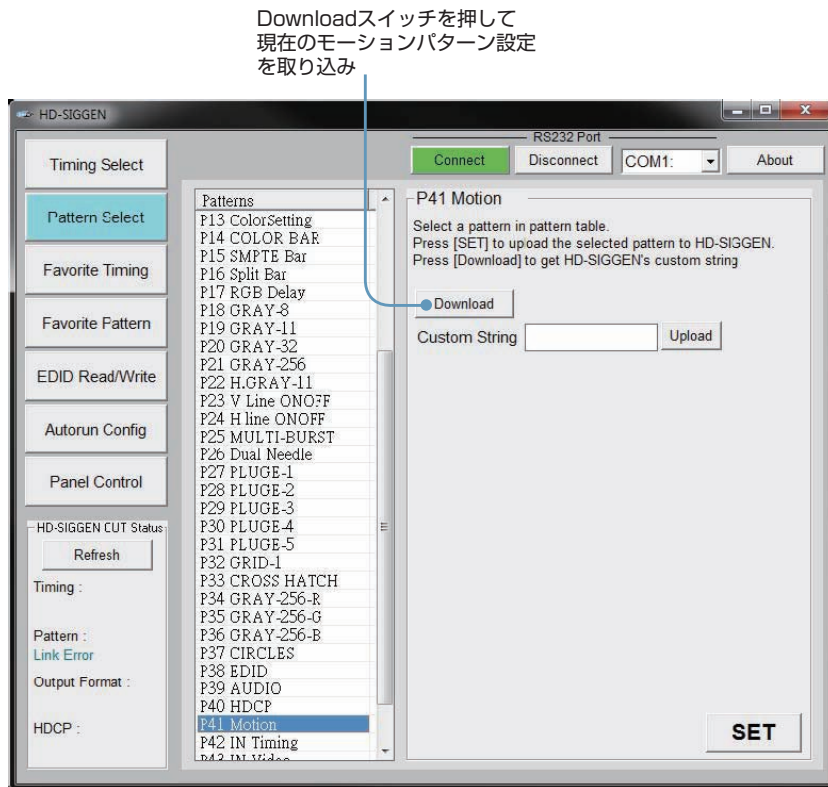 Downloadスイッチを押して
現在のモーションパターン設定
を取り込み
HD-SIGGEN
RS232 Port
Connect
Disconnect
COM1:
About
Timing Select
Pattern Select
Favorite Timing
Favorite Pattern
EDID Read/Write
Autorun Config
Panel Control
HD-SIGGEN CUT Status
Refresh
Timing :
Pattern :
Link Error
Output Format :
HDCP :
Patterns
P13 ColorSetting
P14 COLOR BAR
P15 SMPTE Bar
P16 Split Bar
P17 RGB Delay
P18 GRAY-8
P19 GRAY-11
P20 GRAY-32
P21 GRAY-256
P22 H.GRAY-11
P23 V Line ONOFF
P24 H line ONOFF
P25 MULTI-BURST
P26 Dual Needle
P27 PLUGE-1
P28 PLUGE-2
P29 PLUGE-3
P30 PLUGE-4
P31 PLUGE-5
P32 GRID-1
P33 CROSS HATCH
P34 GRAY-256-R
P35 GRAY-256-G
P36 GRAY-256-B
P37 CIRCLES
P38 EDID
P39 AUDIO
P40 HDCP
P41 Motion
P42 IN Timing
P43 IN Video
P41 Motion
Select a pattern in pattern table.
Press [SET] to upload the selected pattern to HD-SIGGEN.
Press [Download] to get HD-SIGGEN's custom string
Download
Custom String
Upload
SET